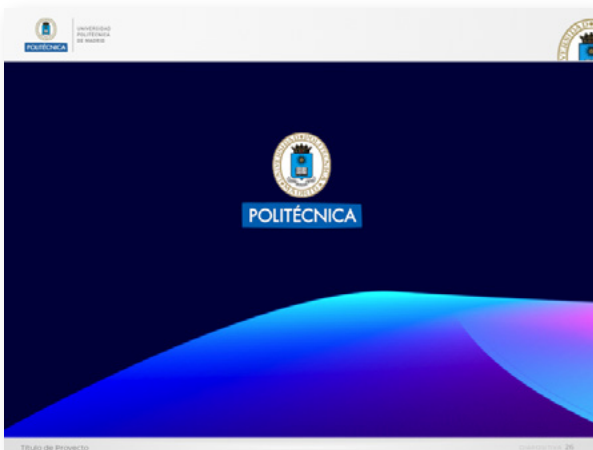 POLITÉCNICA
UNIVERSIDAD
POLITÉCNICA
DE MADRID
POLITÉCNICA
Título de Proyecto